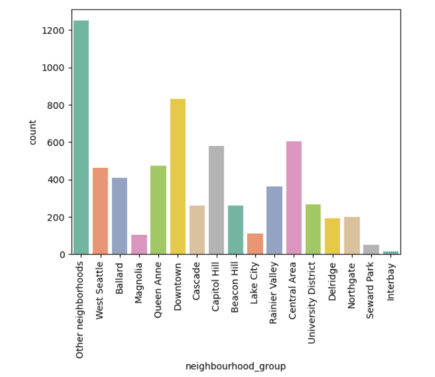 1200
1000
800
600
400
200
0
count
Other neighborhoods
West Seattle
Ballard
Magnolia
Queen Anne
Downtown
Cascade
Capitol Hill
Beacon Hill
Lake City
Rainier Valley
Central Area
University District
Delridge
Northgate
Seward Park
Interbay
neighbourhood_group